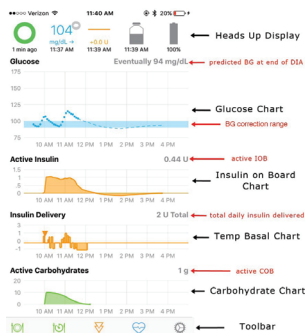 ●●○○○ Verizon 11:40 AM 20%
104 mg/dL → +0.0 U
1 min ago 11:37 AM 11:39 AM 11:39 AM 100%
Heads Up Display
Glucose Eventually 94 mg/dL
predicted BG at end of DIA
175
150
125
100
75
Glucose Chart
BG correction range
10 AM 11 AM 12 PM 1 PM 2 PM 3 PM 4 PM
Active Insulin 0.44 U
active IOB
1.5
1
.5
0
Insulin on Board
Chart
10 AM 11 AM 12 PM 1 PM 2 PM 3 PM 4 PM
Insulin Delivery 2 U Total
total daily insulin delivered
3
1
-1
Temp Basal Chart
10 AM 11 AM 12 PM 1 PM 2 PM 3 PM 4 PM
Active Carbohydrates 1 g
active COB
20
10
0
Carbohydrate Chart
10 AM 11 AM 12 PM 1 PM 2 PM 3 PM 4 PM
Toolbar